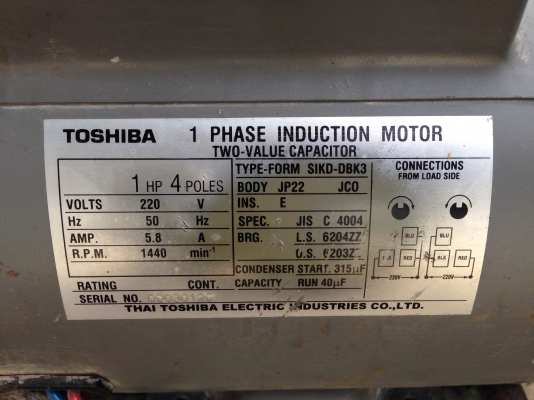 TOSHIBA 1 PHASE INDUCTION MOTOR
TWO-VALUE CAPACITOR
1 HP 4 POLES
VOLTS 220 V
Hz 50 Hz
AMP. 5.8 A
R.P.M. 1440 min⁻¹
RATING CONT.
SERIAL NO.
TYPE-FORM SIKD-DBK3
BODY JP22 JCO
INS. E
SPEC. JIS C 4004
BRG. L.S. 6204ZZ
O.S. 6203ZZ
CONDENSER START. 315µF
CAPACITY RUN 40µF
CONNECTIONS
FROM LOAD SIDE
BLU BLU
RED BLK RED
220V 220V
THAI TOSHIBA ELECTRIC INDUSTRIES CO.,LTD.